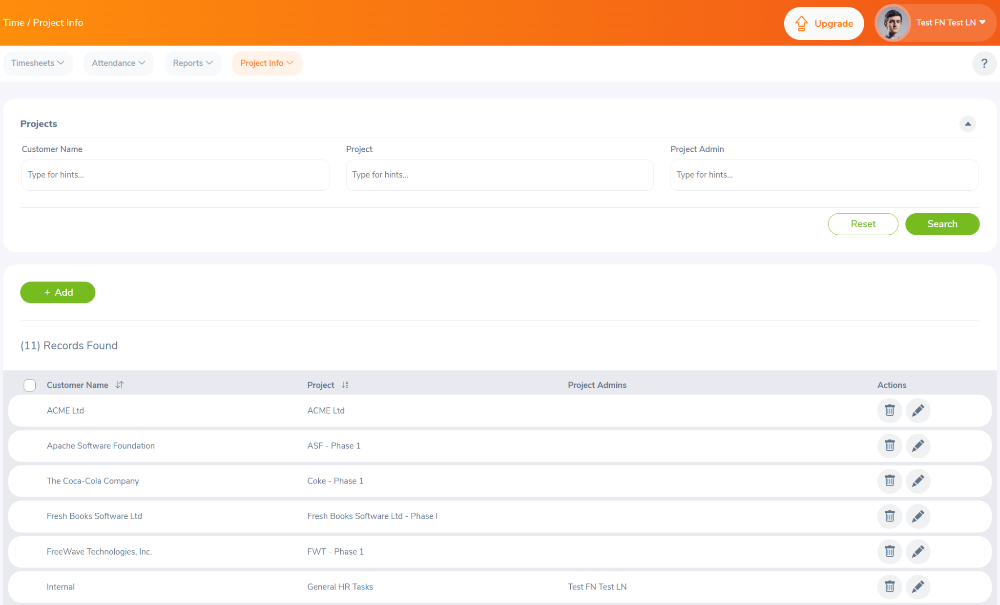 Time / Project Info
Upgrade
Test FN Test LN
Timesheets
Attendance
Reports
Project Info
?
Projects
Customer Name
Project
Project Admin
Type for hints...
Type for hints...
Type for hints...
Reset
Search
+ Add
(11) Records Found
Customer Name
Project
Project Admins
Actions
ACME Ltd
ACME Ltd
Apache Software Foundation
ASF - Phase 1
The Coca-Cola Company
Coke - Phase 1
Fresh Books Software Ltd
Fresh Books Software Ltd - Phase I
FreeWave Technologies, Inc.
FWT - Phase 1
Internal
General HR Tasks
Test FN Test LN